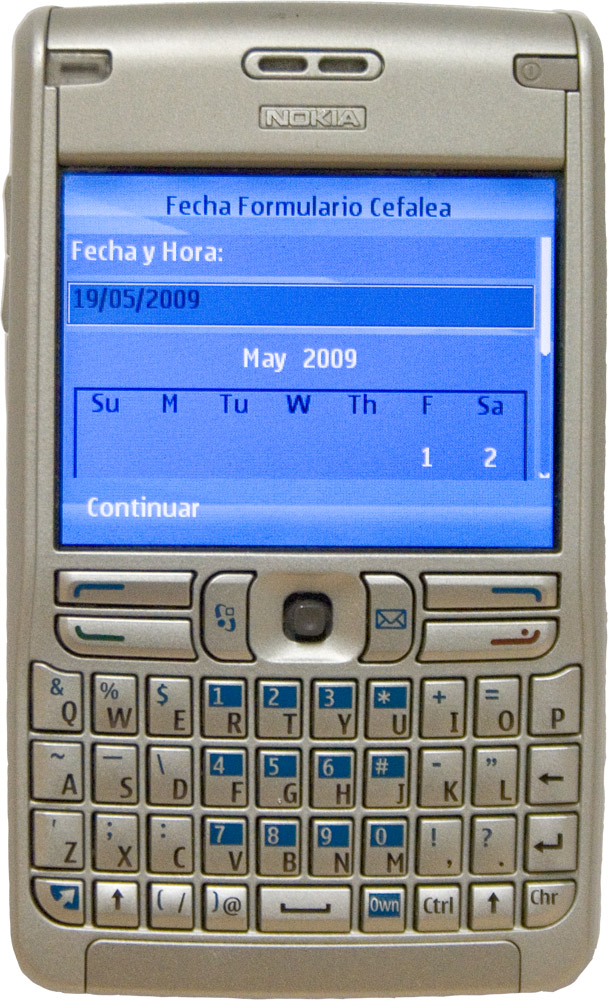 NOKIA
Fecha Formulario Cefalea
Fecha y Hora:
19/05/2009
May 2009
Su M Tu W Th F Sa
1 2
Continuar
& Q % W $ E 1 R 2 T 3 Y * U + I = O P
~ A — S \ D 4 F 5 G 6 H # J - K " L ←
' Z ; X : C 7 V 8 B 9 N 0 M ! , ? . ↵
↗ ↑ ( / ) @ Own Ctrl ↑ Chr